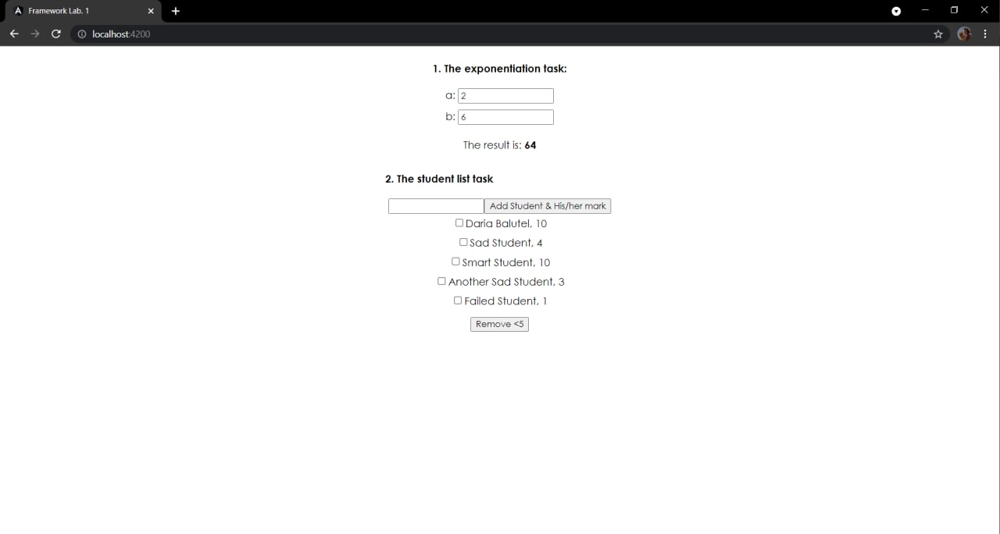 Framework Lab. 1
localhost:4200
1. The exponentiation task:
a: 2
b: 6
The result is: 64
2. The student list task
Add Student & His/her mark
Daria Balutel, 10
Sad Student, 4
Smart Student, 10
Another Sad Student, 3
Failed Student, 1
Remove <5